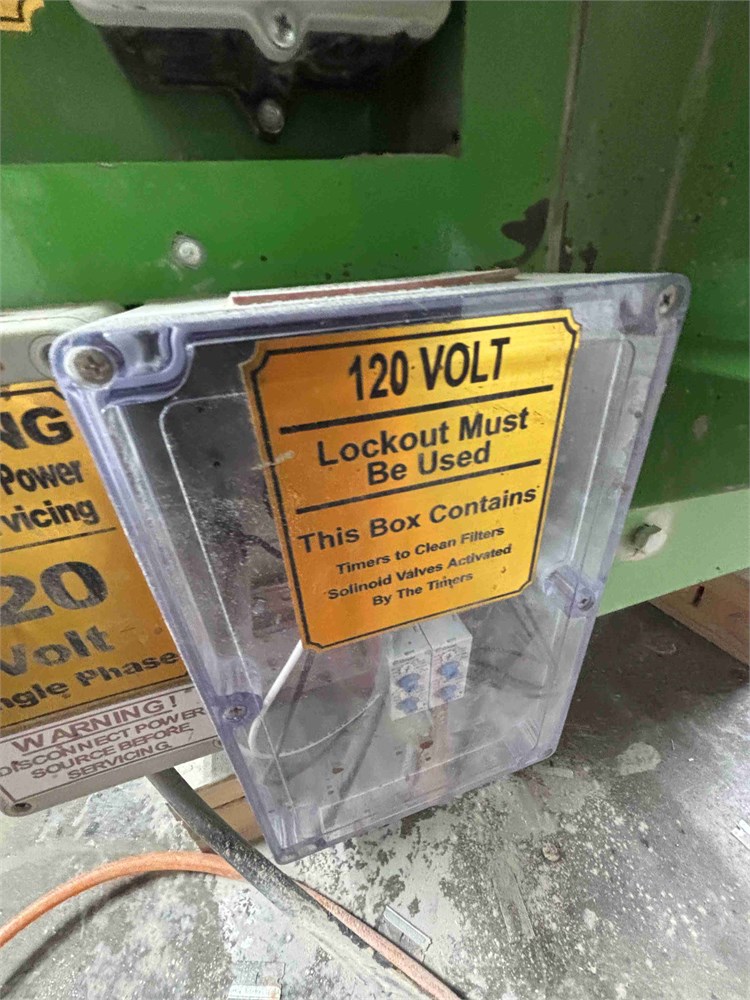 NG
Power
vicing
20
Volt
ngle Phase
WARNING!
DISCONNECT POWER
SOURCE BEFORE
SERVICING.
120 VOLT
Lockout Must
Be Used
This Box Contains
Timers to Clean Filters
Solinoid Valves Activated
By The Timers